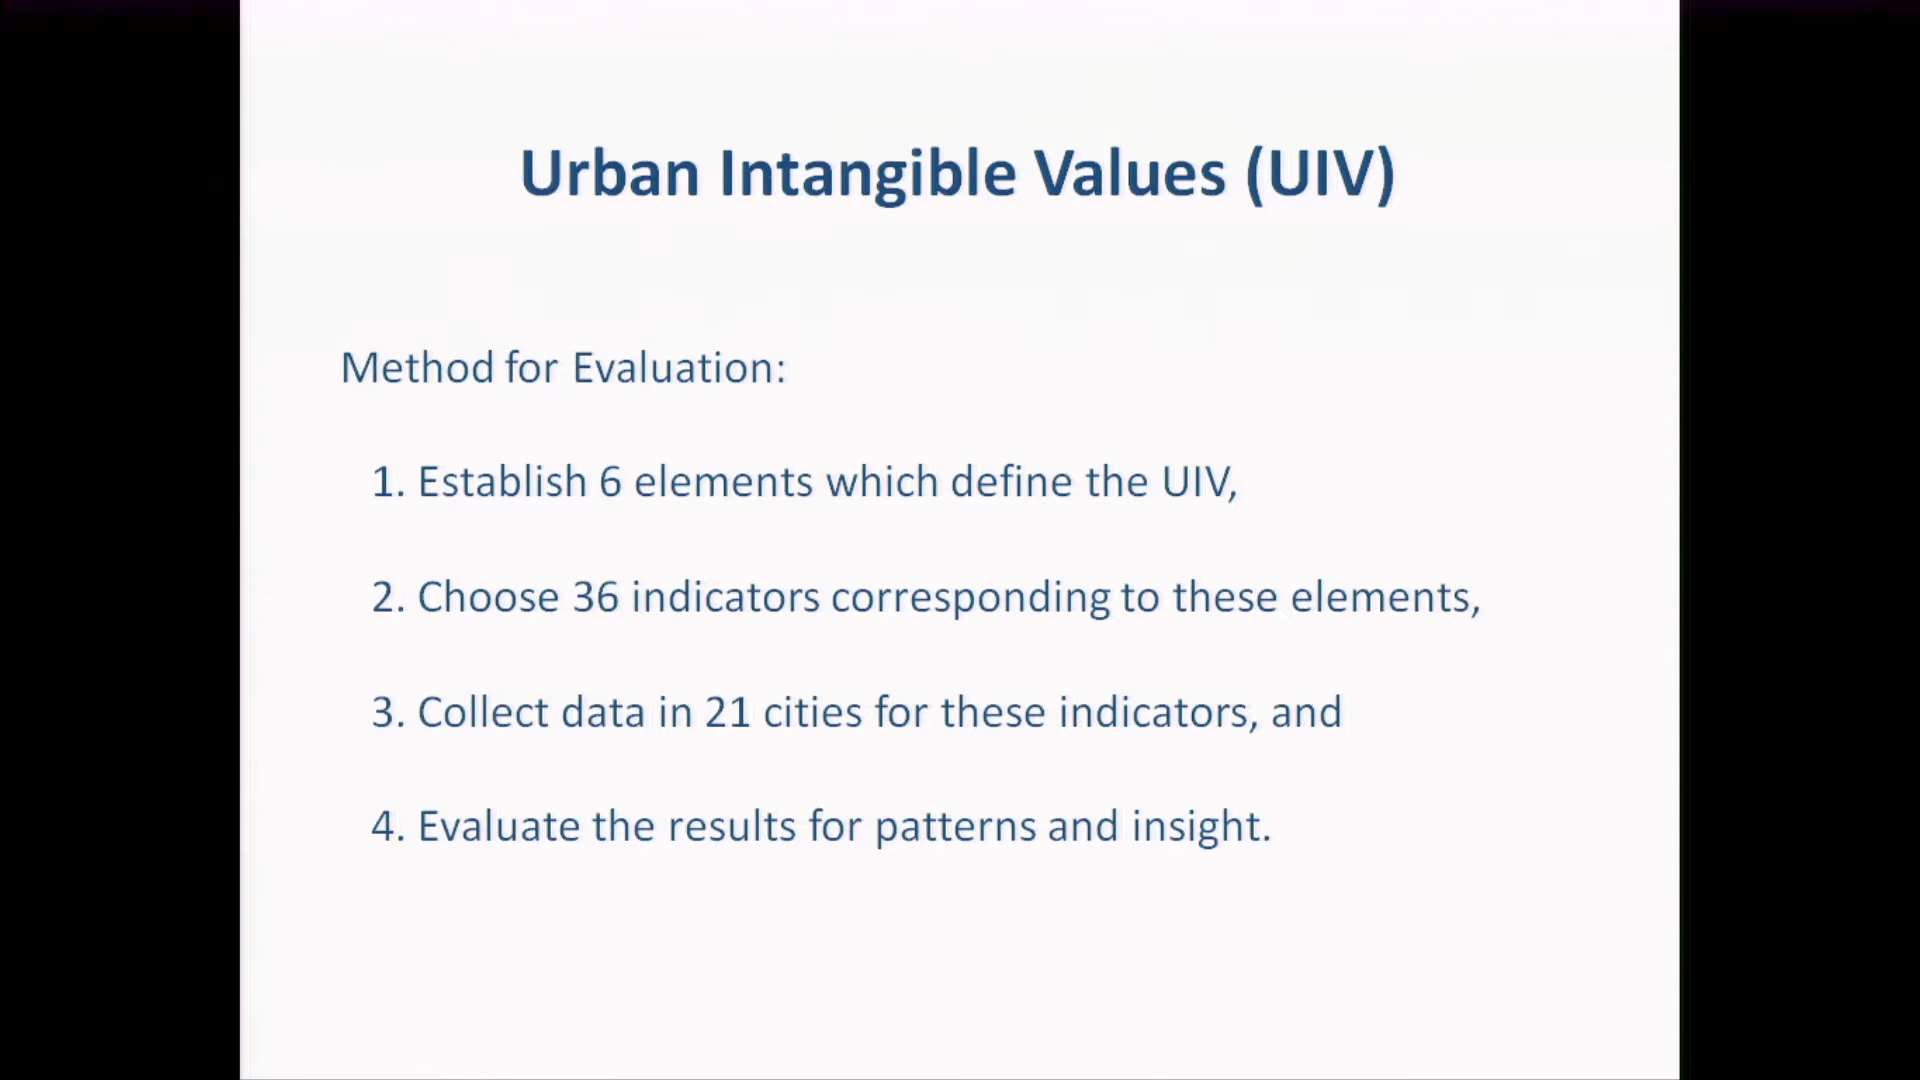 Urban Intangible Values (UIV)
Method for Evaluation:
1. Establish 6 elements which define the UIV,
2. Choose 36 indicators corresponding to these elements,
3. Collect data in 21 cities for these indicators, and
4. Evaluate the results for patterns and insight.